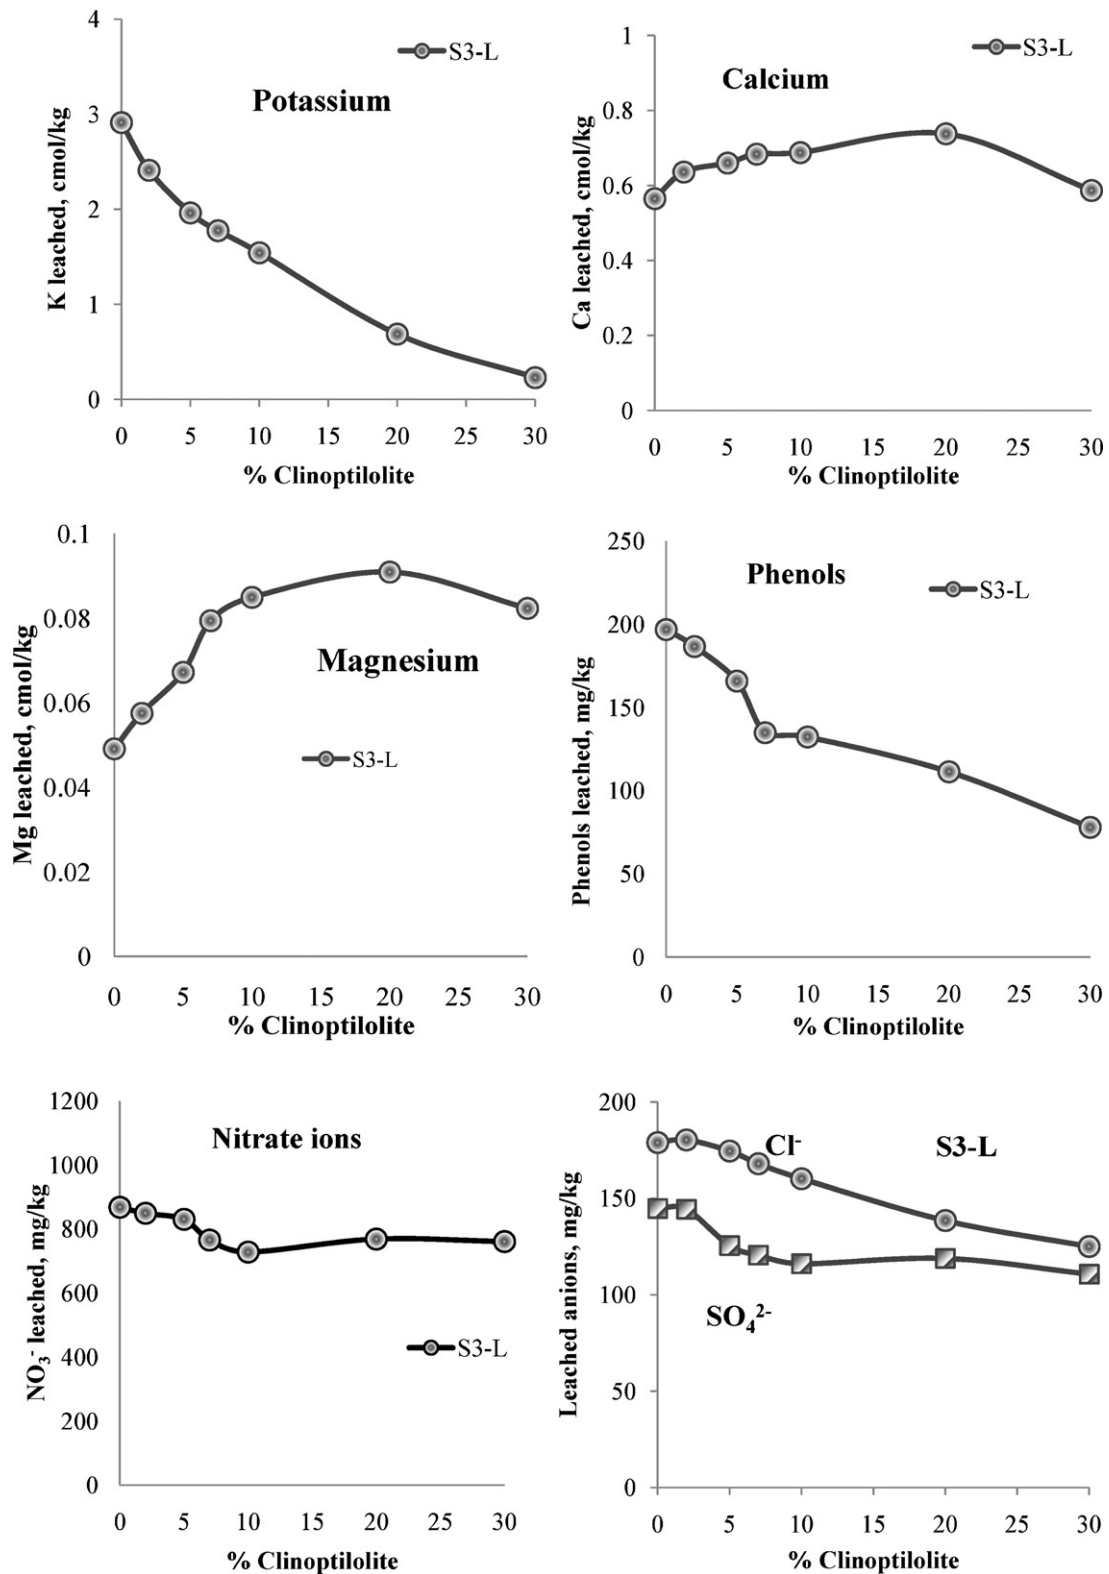 4
3
2
1
0
K leached, cmol/kg
S3-L
Potassium
0 5 10 15 20 25 30
% Clinoptilolite
1
0.8
0.6
0.4
0.2
0
Ca leached, cmol/kg
S3-L
Calcium
0 5 10 15 20 25 30
% Clinoptilolite
0.1
0.08
0.06
0.04
0.02
0
Mg leached, cmol/kg
Magnesium
S3-L
0 5 10 15 20 25 30
% Clinoptilolite
250
200
150
100
50
0
Phenols leached, mg/kg
Phenols
S3-L
0 5 10 15 20 25 30
% Clinoptilolite
1200
1000
800
600
400
200
0
NO₃⁻ leached, mg/kg
Nitrate ions
S3-L
0 5 10 15 20 25 30
% Clinoptilolite
200
150
100
50
0
Leached anions, mg/kg
Cl⁻
S3-L
SO₄²⁻
0 5 10 15 20 25 30
% Clinoptilolite